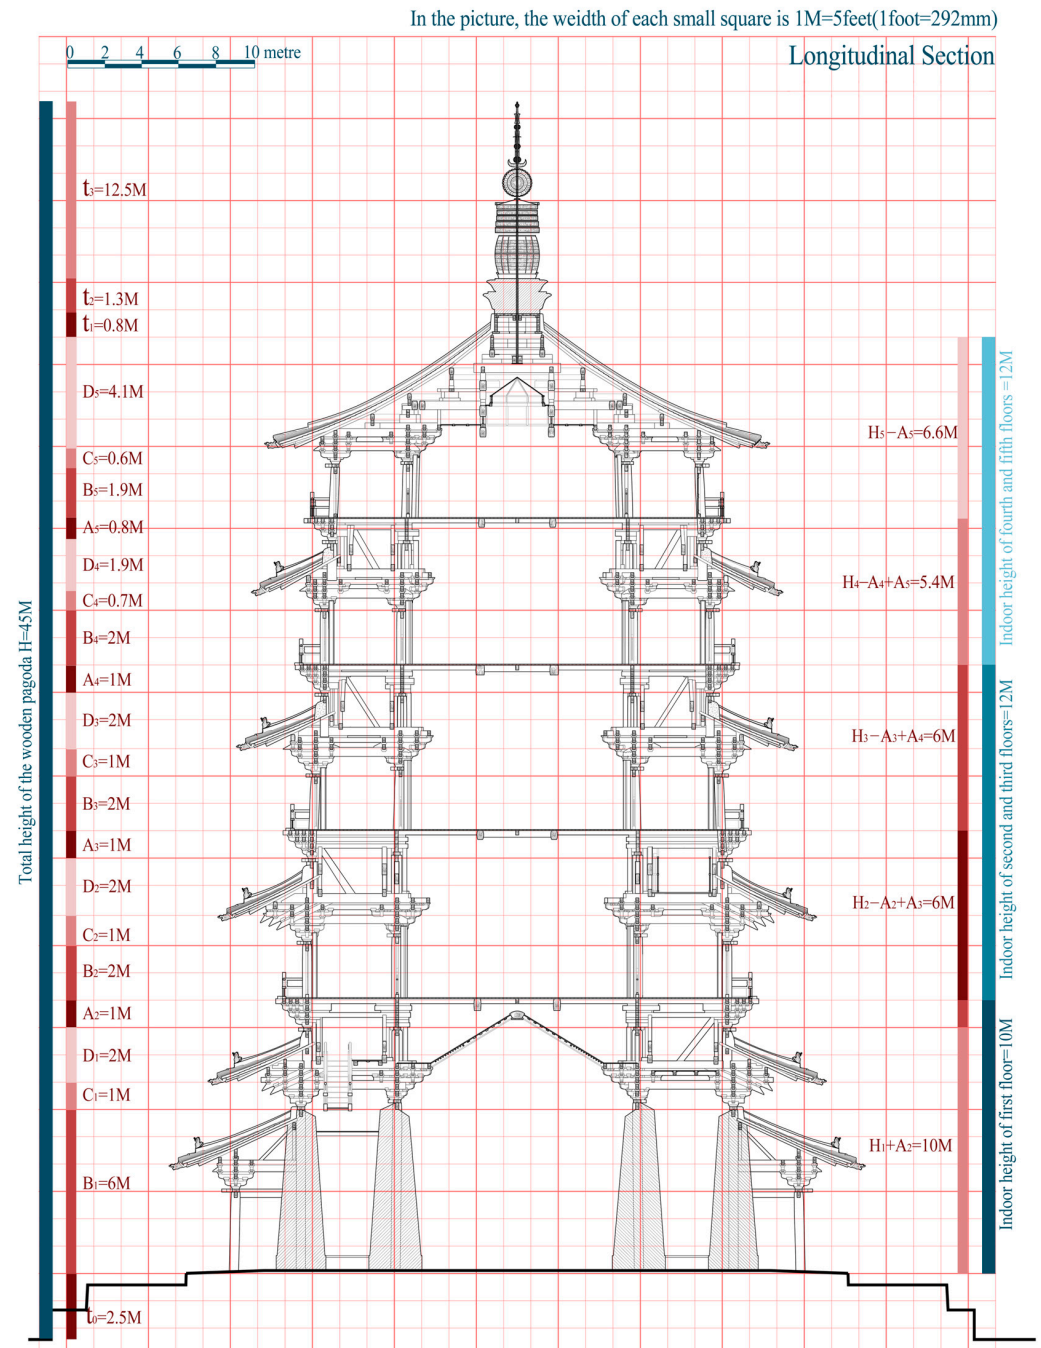 In the picture, the weidth of each small square is 1M=5feet(1foot=292mm)
0 2 4 6 8 10 metre
Longitudinal Section
t3=12.5M
t2=1.3M
t1=0.8M
D5=4.1M
C5=0.6M
B5=1.9M
A5=0.8M
D4=1.9M
C4=0.7M
B4=2M
A4=1M
D3=2M
C3=1M
B3=2M
A3=1M
D2=2M
C2=1M
B2=2M
A2=1M
D1=2M
C1=1M
B1=6M
t0=2.5M
Total height of the wooden pagoda H=45M
H5−A5=6.6M
H4−A4+A5=5.4M
H3−A3+A4=6M
H2−A2+A3=6M
H1+A2=10M
Indoor height of fourth and fifth floors =12M
Indoor height of second and third floors=12M
Indoor height of first floor=10M